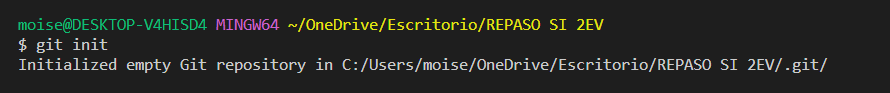 moise@DESKTOP-V4HISD4 MINGW64 ~/OneDrive/Escritorio/REPASO SI 2EV
$ git init
Initialized empty Git repository in C:/Users/moise/OneDrive/Escritorio/REPASO SI 2EV/.git/